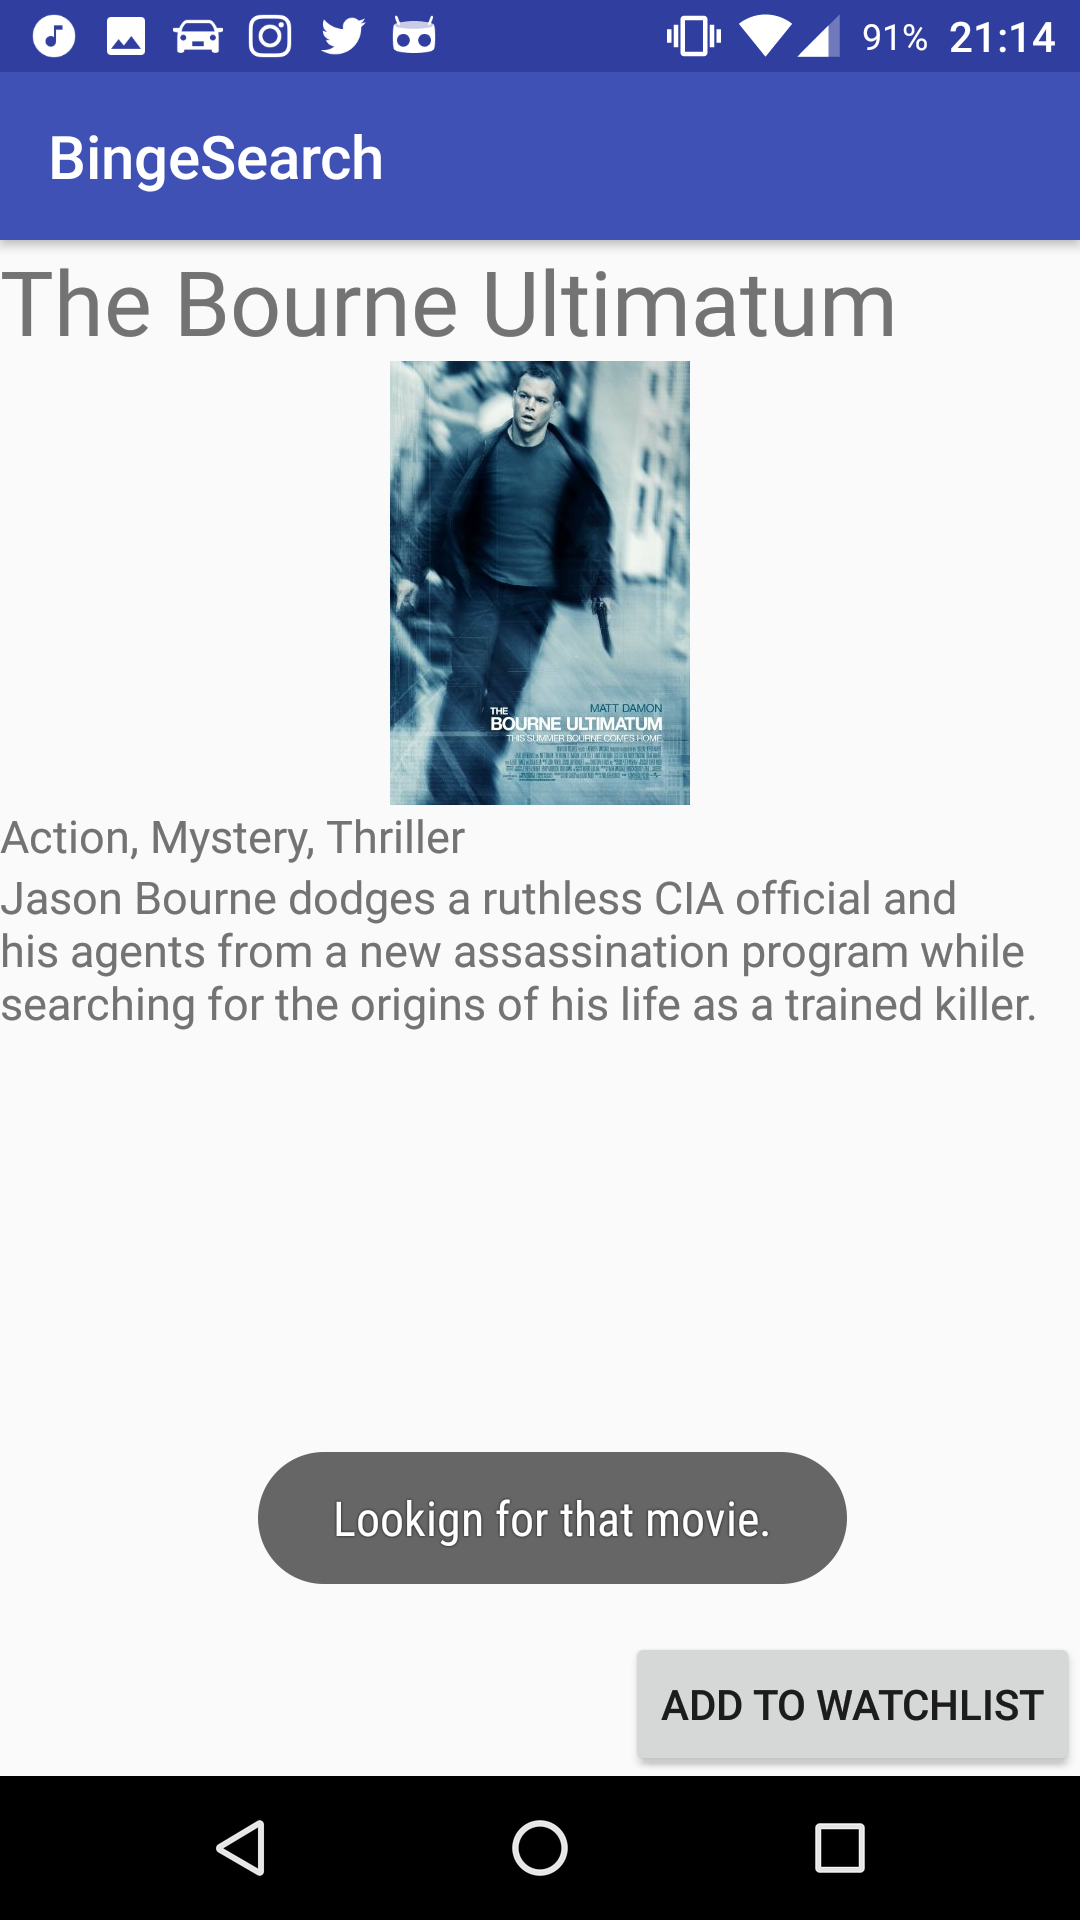 91% 21:14
BingeSearch
The Bourne Ultimatum
MATT DAMON
THE
BOURNE ULTIMATUM
THIS SUMMER BOURNE COMES HOME
Action, Mystery, Thriller
Jason Bourne dodges a ruthless CIA official and
his agents from a new assassination program while
searching for the origins of his life as a trained killer.
Lookign for that movie.
ADD TO WATCHLIST